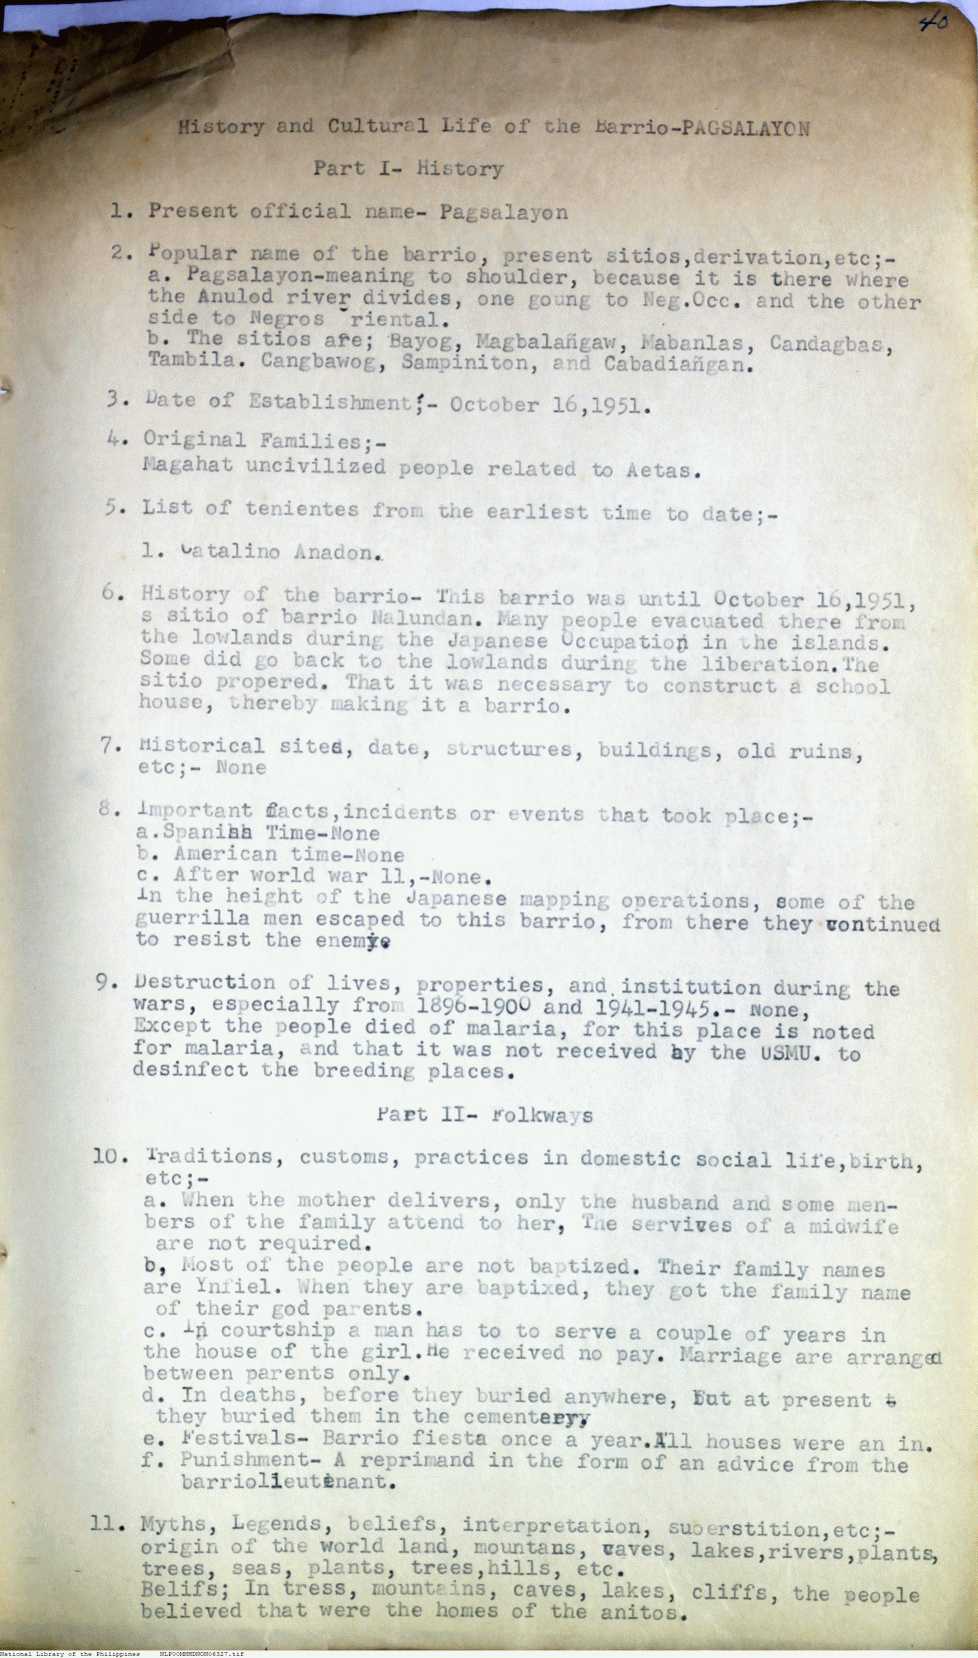 40
History and Cultural Life of the Barrio-PAGSALAYON
Part I- History
1. Present official name- Pagsalayon
2. Popular name of the barrio, present sitios,derivation,etc;-
a. Pagsalayon-meaning to shoulder, because it is there where
the Anulod river divides, one goung to Neg.Occ. and the other
side to Negros Oriental.
b. The sitios are; Bayog, Magbalañgaw, Mabanlas, Candagbas,
Tambila. Cangbawog, Sampiniton, and Cabadiañgan.
3. Date of Establishment;- October 16,1951.
4. Original Families;-
Magahat uncivilized people related to Aetas.
5. List of tenientes from the earliest time to date;-
1. Catalino Anadon.
6. History of the barrio- This barrio was until October 16,1951,
s sitio of barrio Nalundan. Many people evacuated there from
the lowlands during the Japanese Occupation in the islands.
Some did go back to the lowlands during the liberation.The
sitio propered. That it was necessary to construct a school
house, thereby making it a barrio.
7. Historical sites, date, structures, buildings, old ruins,
etc;- None
8. Important facts,incidents or events that took place;-
a.Spanish Time-None
b. American time-None
c. After world war 11,-None.
In the height of the Japanese mapping operations, some of the
guerrilla men escaped to this barrio, from there they continued
to resist the enemy.
9. Destruction of lives, properties, and institution during the
wars, especially from 1896-1900 and 1941-1945.- None,
Except the people died of malaria, for this place is noted
for malaria, and that it was not received by the USMU. to
desinfect the breeding places.
Part II- Folkways
10. Traditions, customs, practices in domestic social life,birth,
etc;-
a. When the mother delivers, only the husband and some men-
bers of the family attend to her, The servives of a midwife
are not required.
b, Most of the people are not baptized. Their family names
are Ynfiel. When they are baptixed, they got the family name
of their god parents.
c. In courtship a man has to to serve a couple of years in
the house of the girl.He received no pay. Marriage are arranged
between parents only.
d. In deaths, before they buried anywhere, But at present t
they buried them in the cementery,
e. Festivals- Barrio fiesta once a year.All houses were an in.
f. Punishment- A reprimand in the form of an advice from the
barriolieutenant.
11. Myths, Legends, beliefs, interpretation, suoerstition,etc;-
origin of the world land, mountans, caves, lakes,rivers,plants,
trees, seas, plants, trees,hills, etc.
Belifs; In tress, mountains, caves, lakes, cliffs, the people
believed that were the homes of the anitos.
National Library of the Philippines